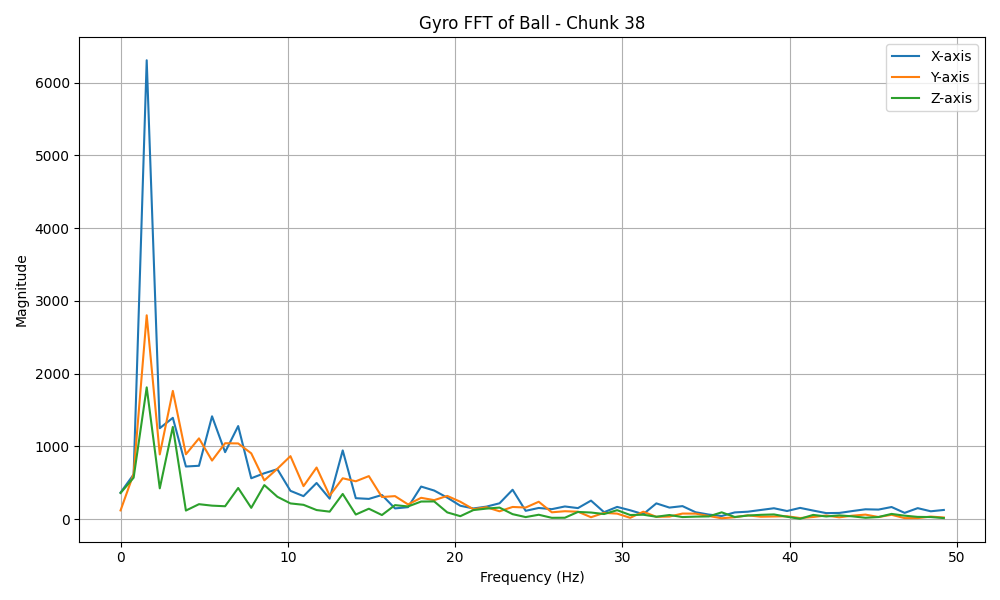 Gyro FFT of Ball - Chunk 38
X-axis
Y-axis
Z-axis
Magnitude
6000
5000
4000
3000
2000
1000
0
0 10 20 30 40 50
Frequency (Hz)